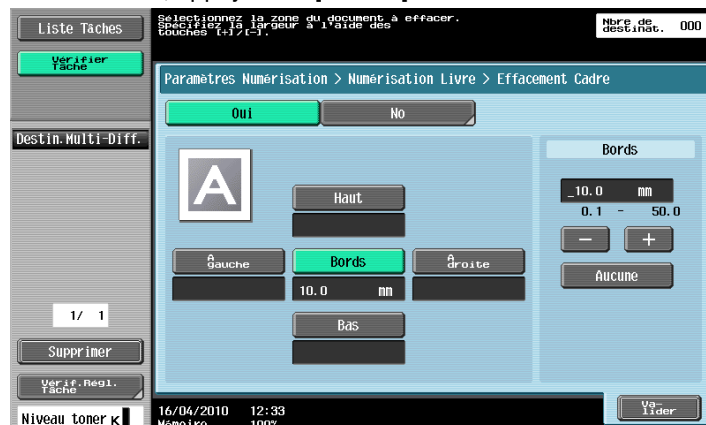 Liste Tâches
Vérifier
Tâche
Destin.Multi-Diff.
1/ 1
Supprimer
Vérif.Régl.
Tâche
Niveau toner K
Sélectionnez la zone du document à effacer.
Spécifiez la largeur à l'aide des
touches [+]/[-].
Nbre de
destinat. 000
Paramètres Numérisation > Numérisation Livre > Effacement Cadre
Oui
No
A
Haut
A
gauche
Bords
A
droite
10.0 mm
Bas
Bords
_10.0 mm
0.1 - 50.0
− +
Aucune
16/04/2010 12:33
Mémoire 100%
Va-
lider